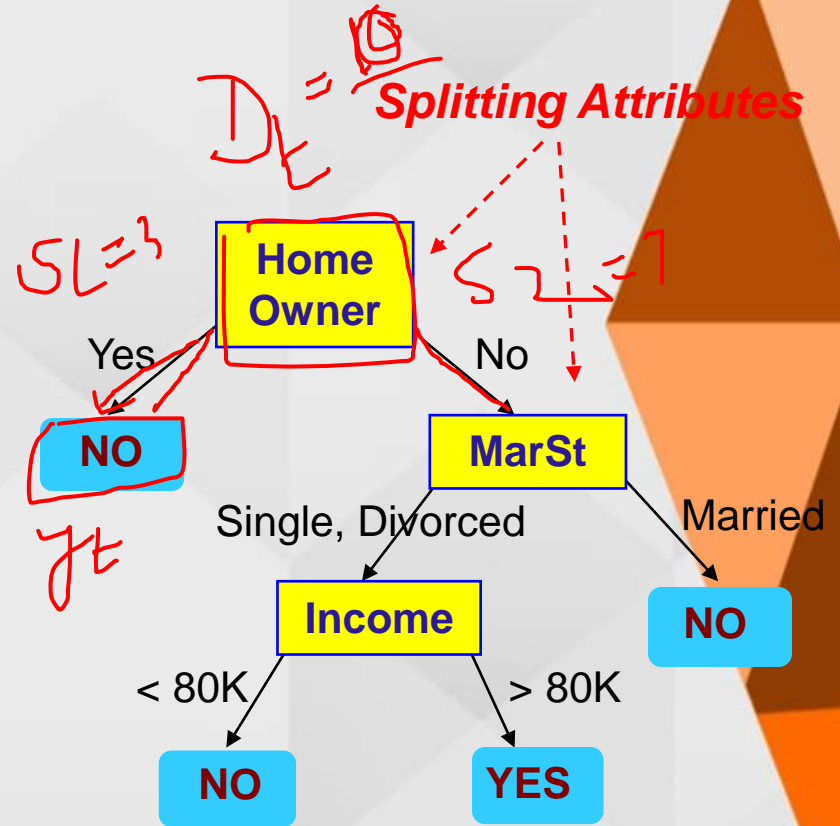 Dt = 10
Splitting Attributes
SL=3
Home
Owner
S2=7
Yes
No
NO
MarSt
yt
Single, Divorced
Married
Income
NO
< 80K
> 80K
NO
YES